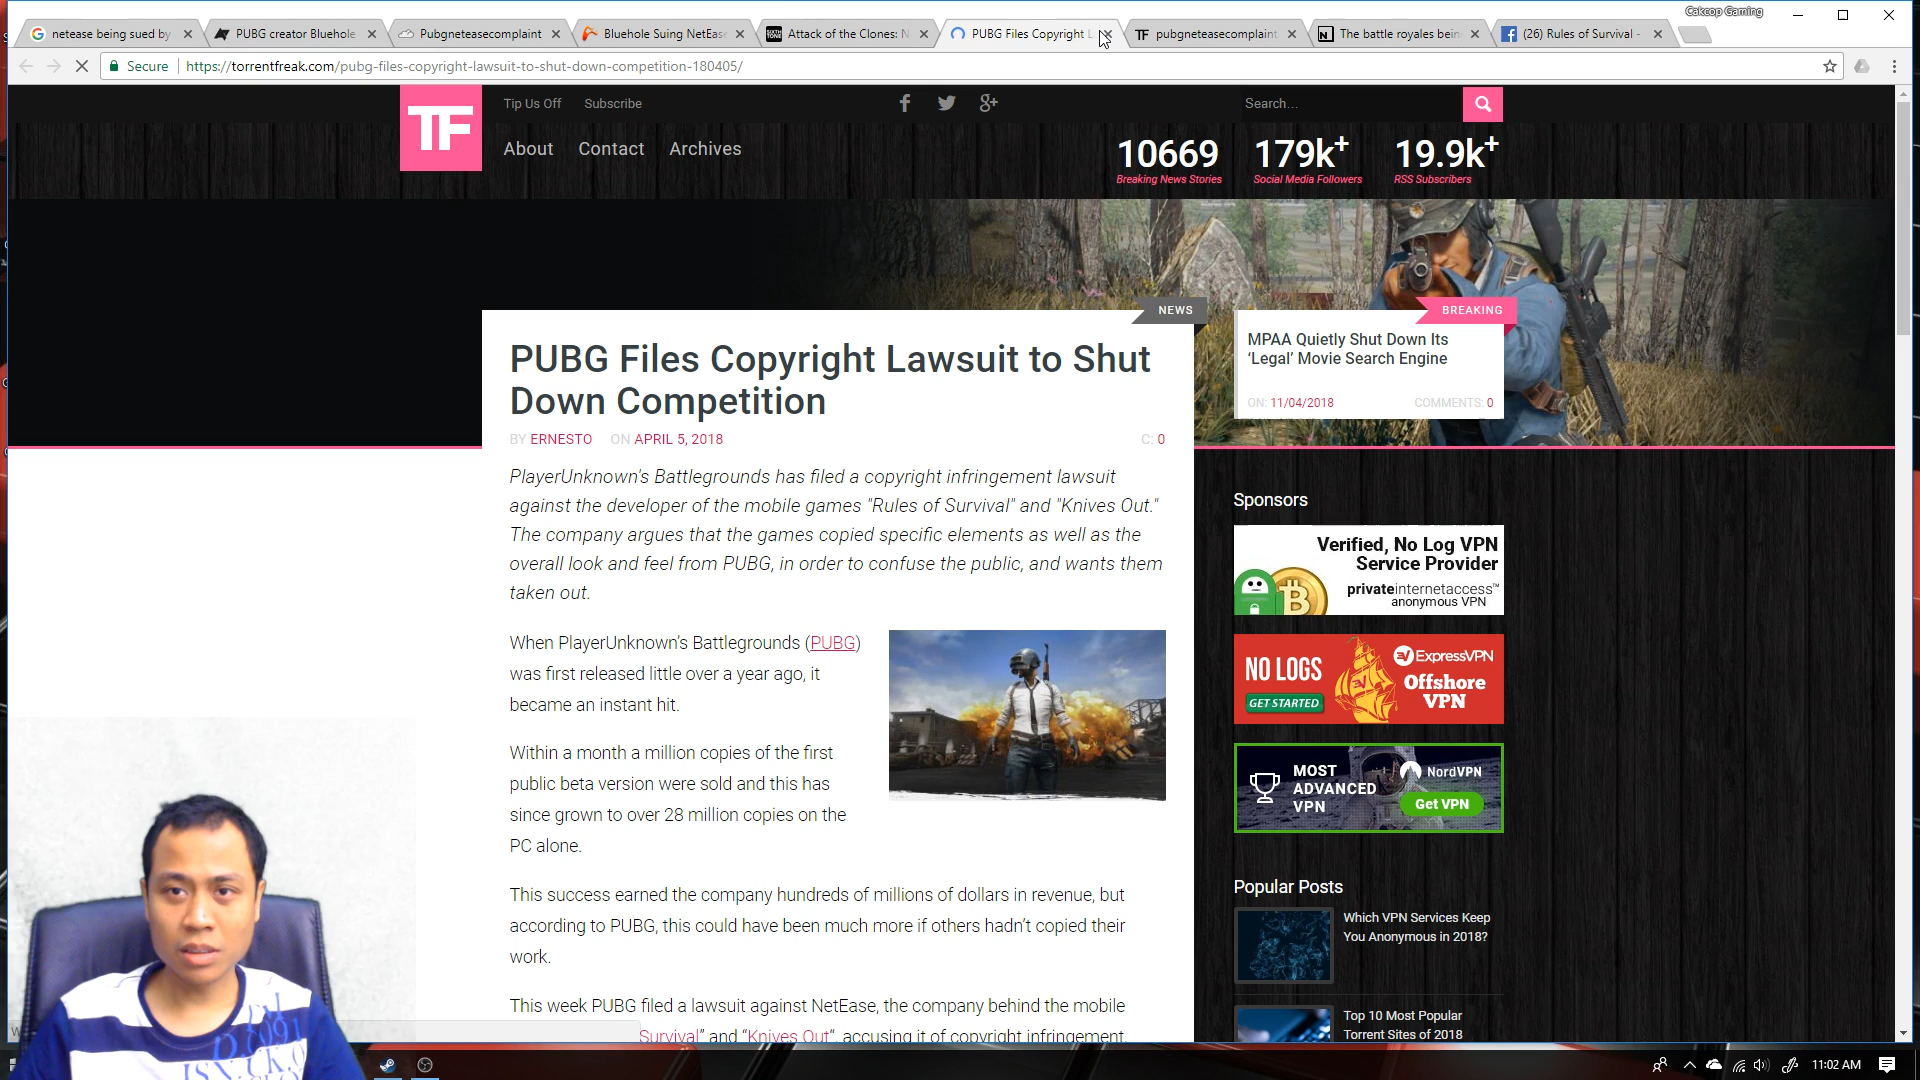 Cakcop Gaming
netease being sued by
PUBG creator Bluehole
Pubgneteasecomplaint
Bluehole Suing NetEase
Attack of the Clones: N
PUBG Files Copyright L
TF pubgneteasecomplaint
The battle royales bein
(26) Rules of Survival -
Secure
https://torrentfreak.com/pubg-files-copyright-lawsuit-to-shut-down-competition-180405/
TF
Tip Us Off Subscribe
Search...
About Contact Archives
10669 179k+ 19.9k+
Breaking News Stories Social Media Followers RSS Subscribers
NEWS
BREAKING
PUBG Files Copyright Lawsuit to Shut
Down Competition
BY ERNESTO ON APRIL 5, 2018 C: 0
PlayerUnknown's Battlegrounds has filed a copyright infringement lawsuit
against the developer of the mobile games "Rules of Survival" and "Knives Out."
The company argues that the games copied specific elements as well as the
overall look and feel from PUBG, in order to confuse the public, and wants them
taken out.
When PlayerUnknown's Battlegrounds (PUBG)
was first released little over a year ago, it
became an instant hit.
Within a month a million copies of the first
public beta version were sold and this has
since grown to over 28 million copies on the
PC alone.
This success earned the company hundreds of millions of dollars in revenue, but
according to PUBG, this could have been much more if others hadn't copied their
work.
This week PUBG filed a lawsuit against NetEase, the company behind the mobile
Survival" and "Knives Out", accusing it of copyright infringement,
MPAA Quietly Shut Down Its
'Legal' Movie Search Engine
ON: 11/04/2018 COMMENTS: 0
Sponsors
Verified, No Log VPN
Service Provider
privateinternetaccess™
anonymous VPN
NO LOGS
GET STARTED
ExpressVPN
Offshore
VPN
MOST
ADVANCED
VPN
NordVPN
Get VPN
Popular Posts
Which VPN Services Keep
You Anonymous in 2018?
Top 10 Most Popular
Torrent Sites of 2018
11:02 AM